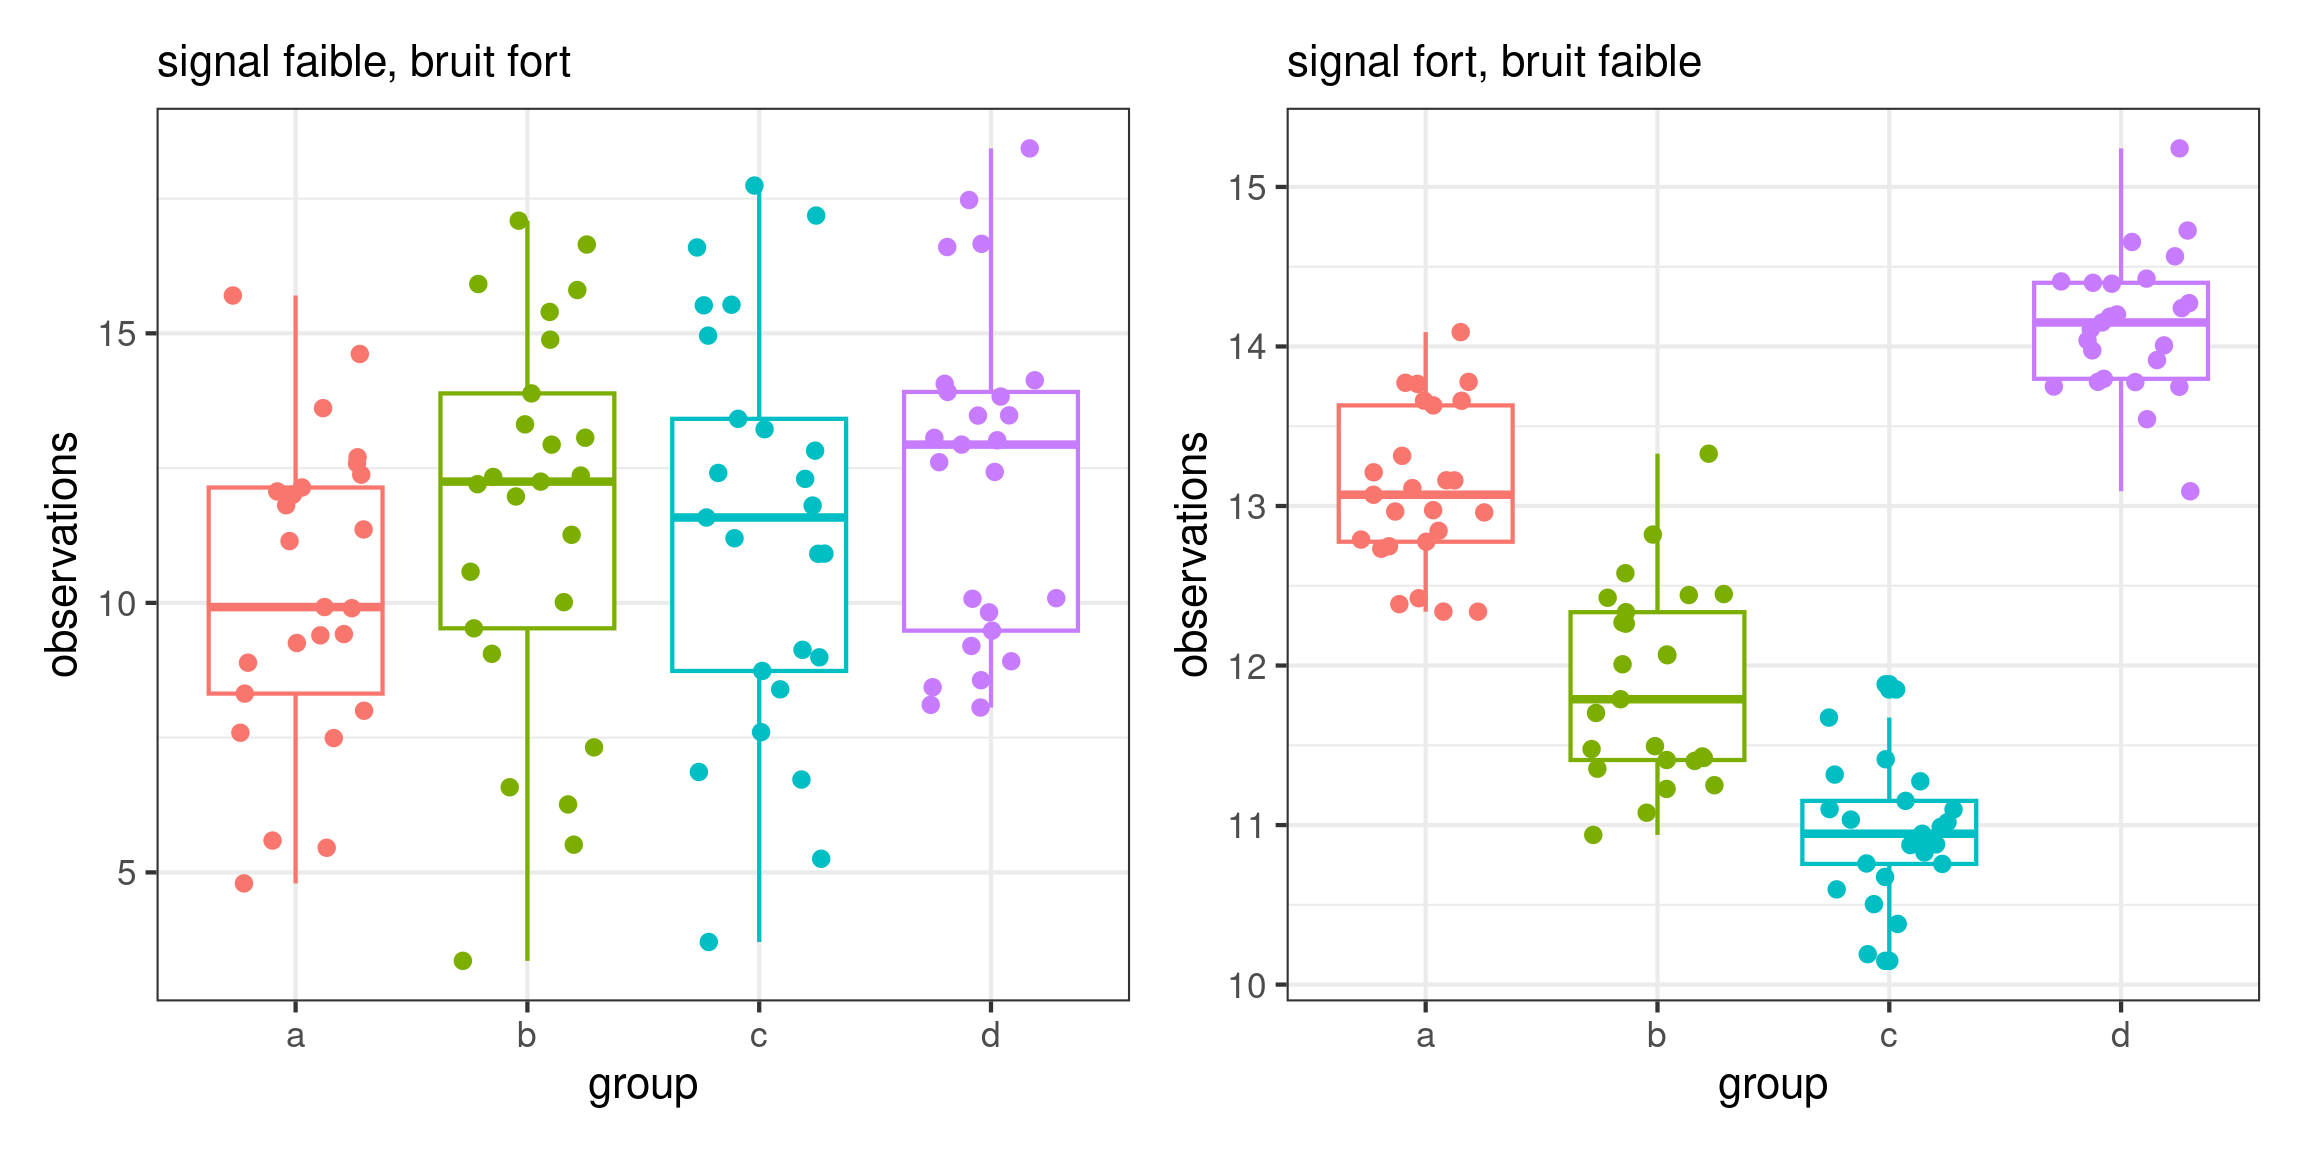 signal faible, bruit fort
observations
15
10
5
a b c d
group
signal fort, bruit faible
observations
15
14
13
12
11
10
a b c d
group